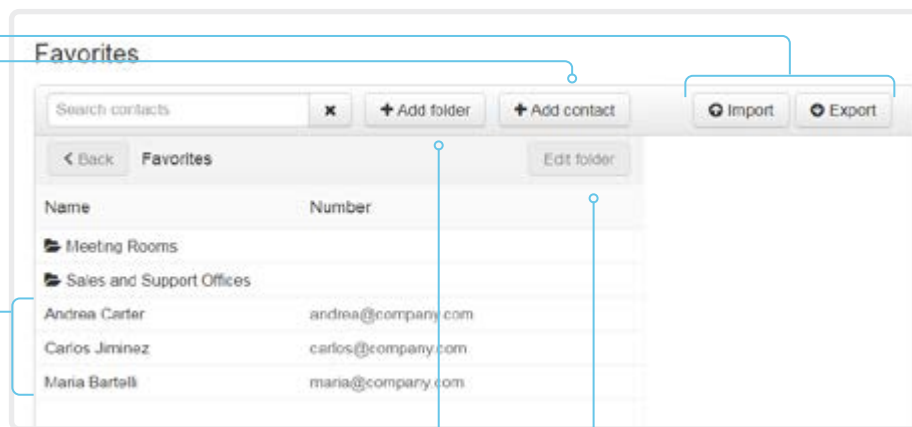 Favorites
Search contacts × + Add folder + Add contact Import Export
Back Favorites Edit folder
Name Number
Meeting Rooms
Sales and Support Offices
Andrea Carter andrea@company.com
Carlos Jiminez carlos@company.com
Maria Bartelli maria@company.com